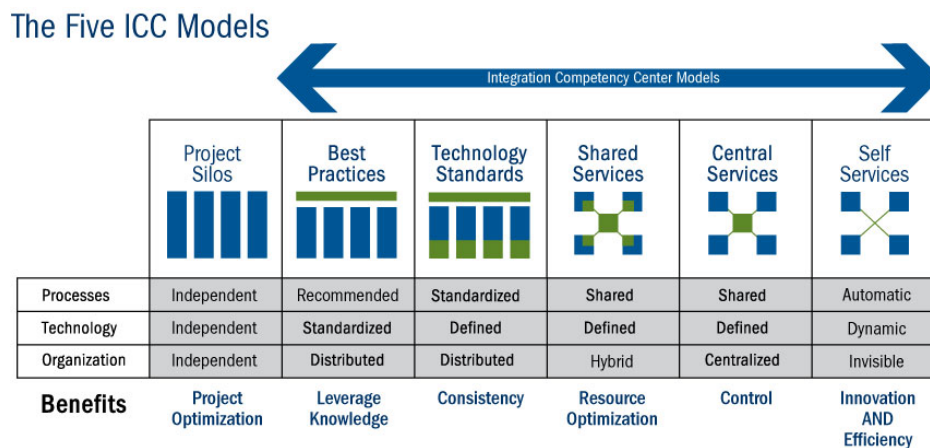 The Five ICC Models
Integration Competency Center Models
Project
Silos
Best
Practices
Technology
Standards
Shared
Services
Central
Services
Self
Services
Processes Independent Recommended Standardized Shared Shared Automatic
Technology Independent Standardized Defined Defined Defined Dynamic
Organization Independent Distributed Distributed Hybrid Centralized Invisible
Benefits
Project
Optimization
Leverage
Knowledge
Consistency
Resource
Optimization
Control
Innovation
AND
Efficiency